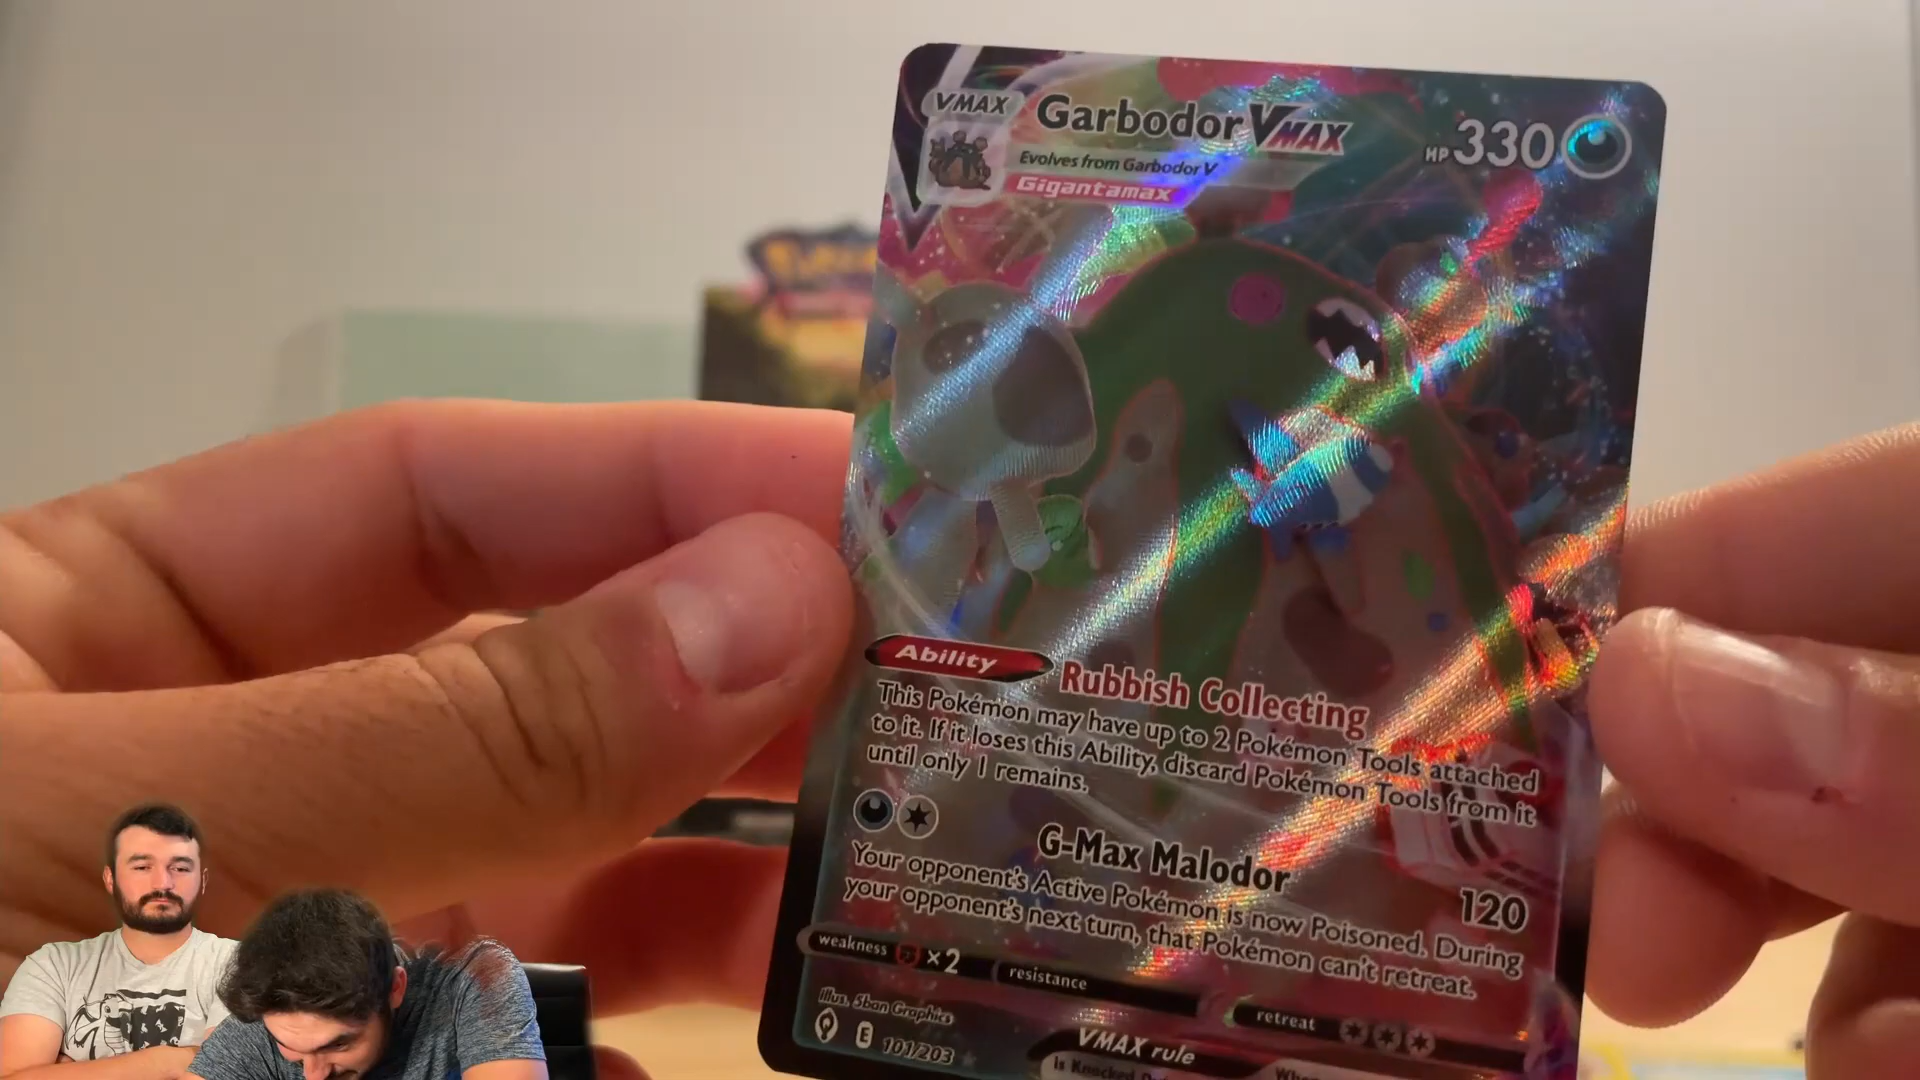 VMAX
Garbodor VMAX
HP 330
Evolves from Garbodor V
Gigantamax
Ability
Rubbish Collecting
This Pokémon may have up to 2 Pokémon Tools attached
to it. If it loses this Ability, discard Pokémon Tools from it
until only 1 remains.
G-Max Malodor
120
Your opponent's Active Pokémon is now Poisoned. During
your opponent's next turn, that Pokémon can't retreat.
weakness ×2 resistance retreat
Illus. 5ban Graphics
E 101/203
VMAX rule